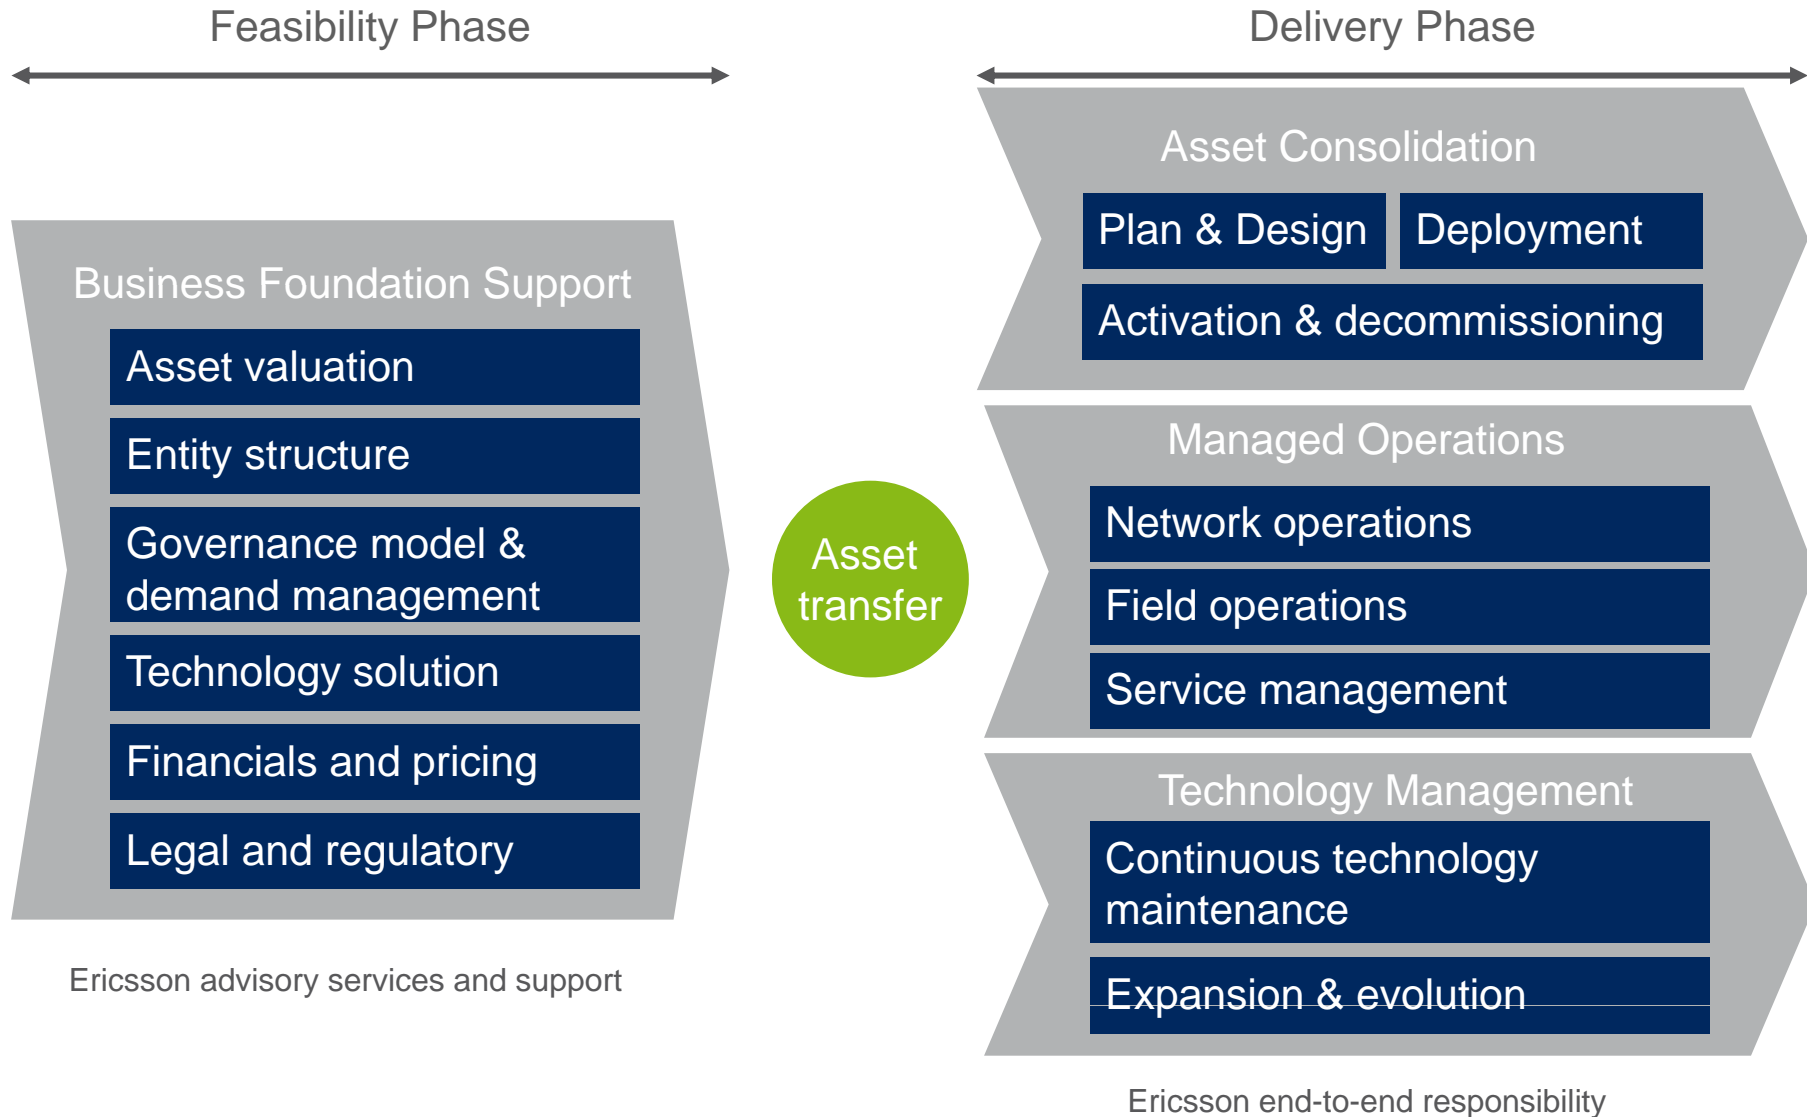 Feasibility Phase
Business Foundation Support
Asset valuation
Entity structure
Governance model &
demand management
Technology solution
Financials and pricing
Legal and regulatory
Ericsson advisory services and support
Asset
transfer
Delivery Phase
Asset Consolidation
Plan & Design
Deployment
Activation & decommissioning
Managed Operations
Network operations
Field operations
Service management
Technology Management
Continuous technology
maintenance
Expansion & evolution
Ericsson end-to-end responsibility